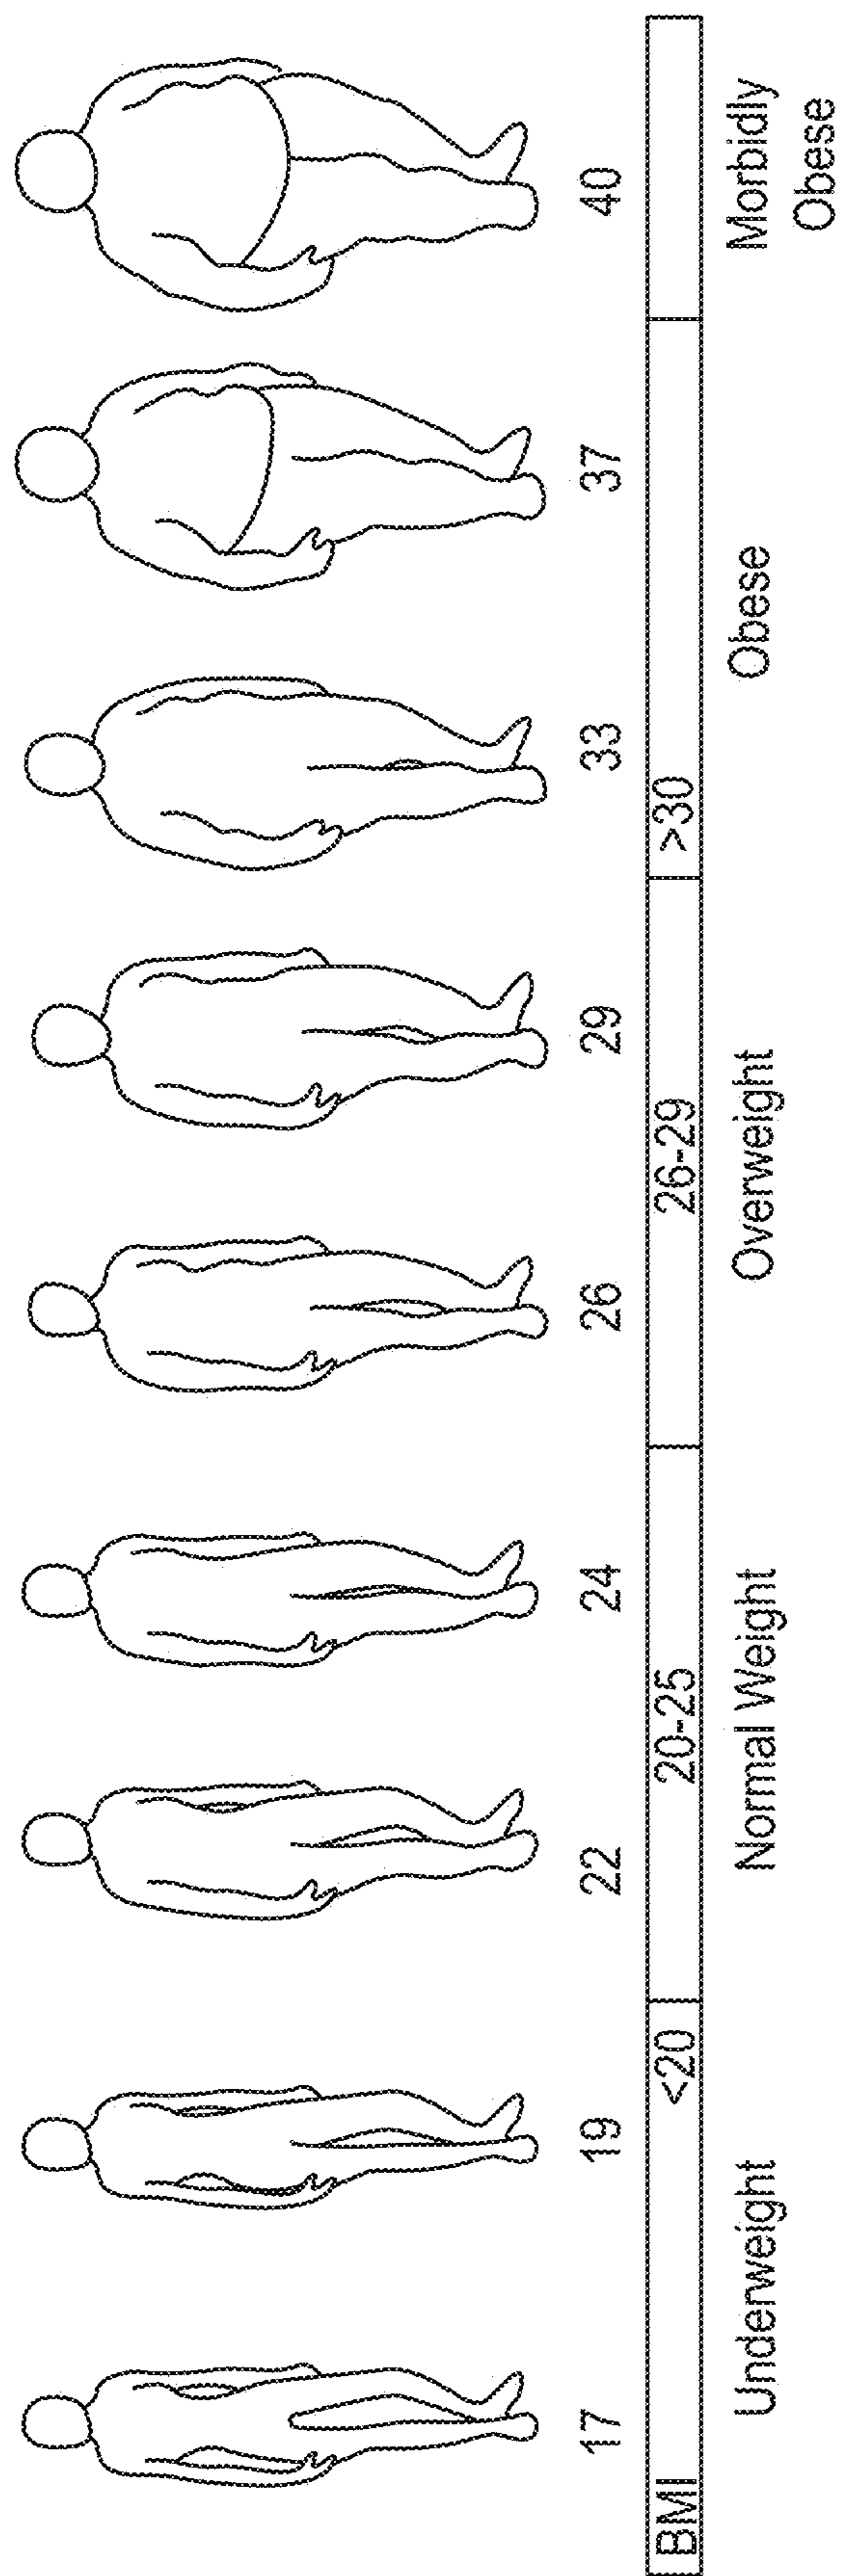 17 19 22 24 26 29 33 37 40
BMI <20 20-25 26-29 >30
Underweight Normal Weight Overweight Obese Morbidly
Obese